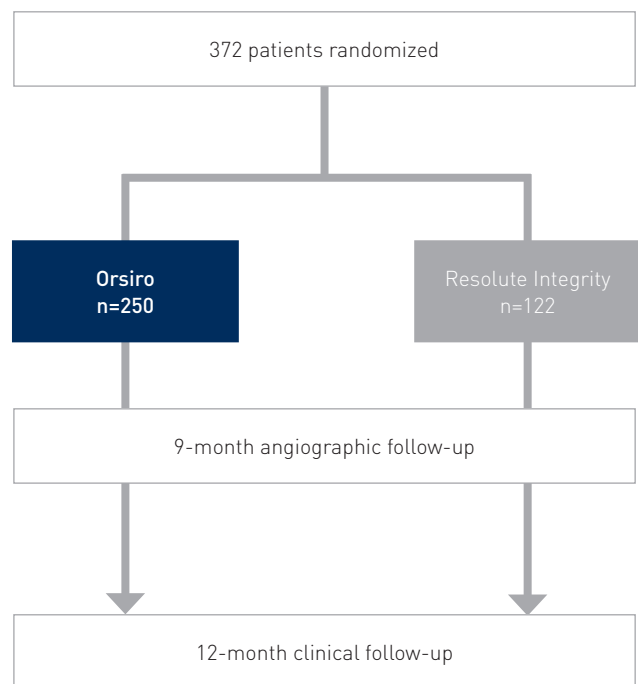 372 patients randomized
Orsiro
n=250
Resolute Integrity
n=122
9-month angiographic follow-up
12-month clinical follow-up